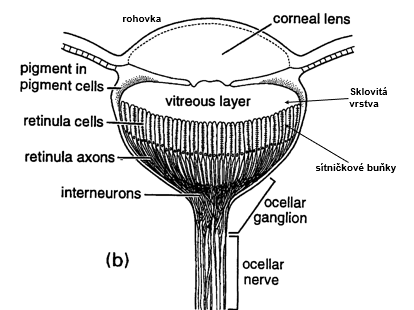 rohovka
corneal lens
pigment in
pigment cells
vitreous layer
Sklovitá
vrstva
retinula cells
sítničkové buňky
retinula axons
interneurons
ocellar
ganglion
(b)
ocellar
nerve